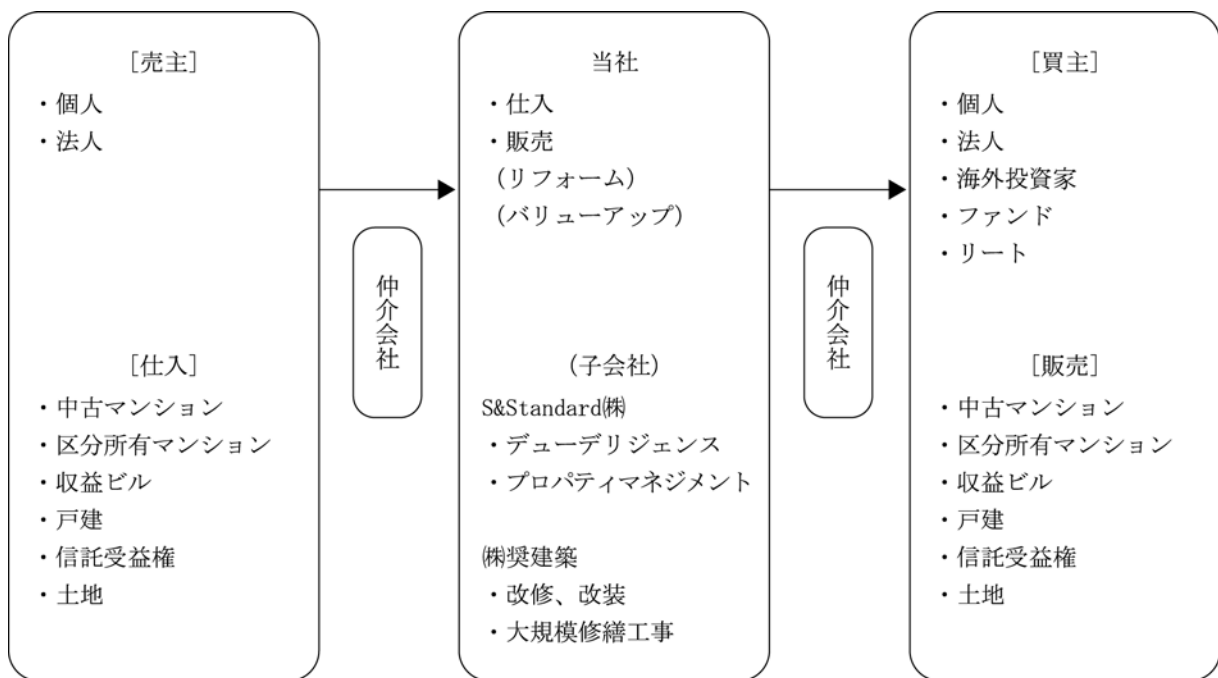 [売主]
・個人
・法人
[仕入]
・中古マンション
・区分所有マンション
・収益ビル
・戸建
・信託受益権
・土地
仲介会社
当社
・仕入
・販売
(リフォーム)
(バリューアップ)
(子会社)
S&Standard㈱
・デューデリジェンス
・プロパティマネジメント
㈱奨建築
・改修、改装
・大規模修繕工事
仲介会社
[買主]
・個人
・法人
・海外投資家
・ファンド
・リート
[販売]
・中古マンション
・区分所有マンション
・収益ビル
・戸建
・信託受益権
・土地